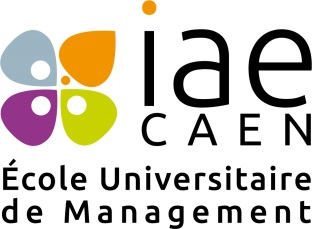 iae
CAEN
École Universitaire
de Management